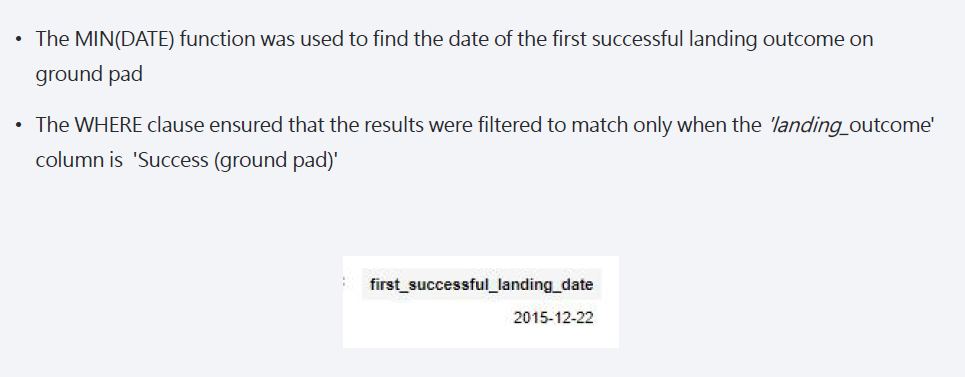 • The MIN(DATE) function was used to find the date of the first successful landing outcome on
ground pad
• The WHERE clause ensured that the results were filtered to match only when the 'landing_outcome'
column is 'Success (ground pad)'
first_successful_landing_date
2015-12-22